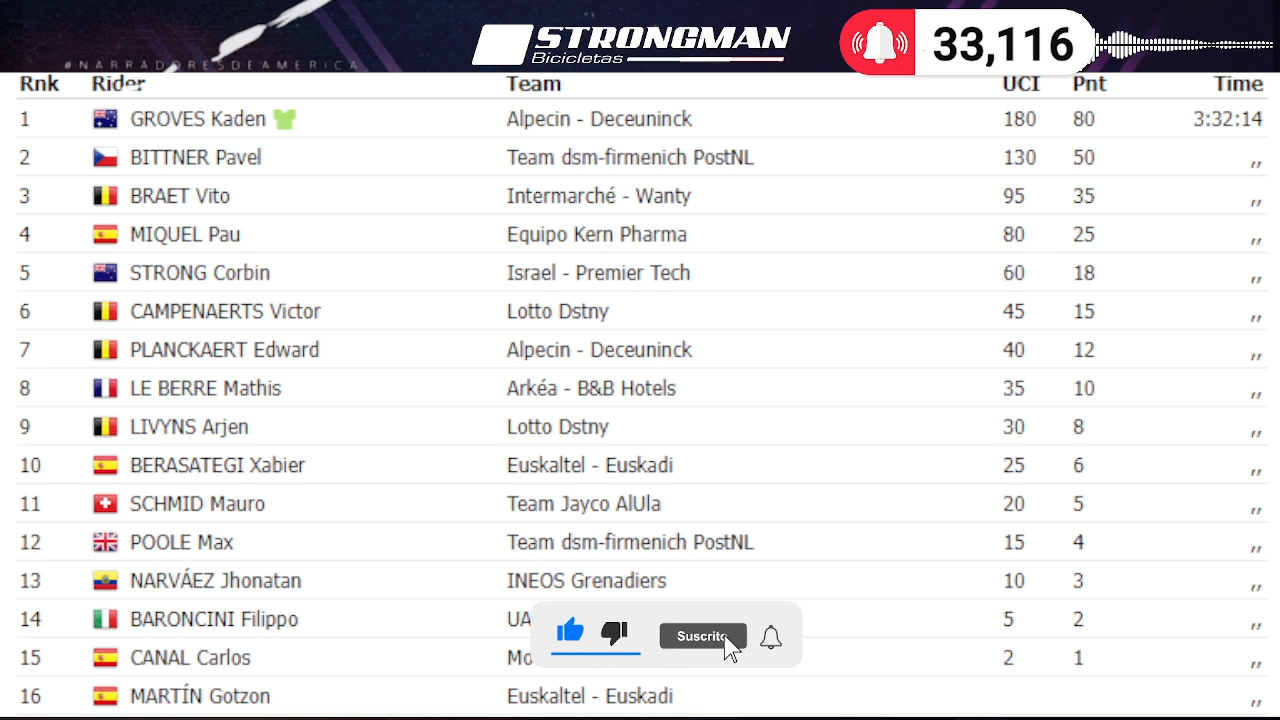 STRONGMAN
Bicicletas
33,116
#NARRADORESDEAMERICA
Rnk Rider Team UCI Pnt Time
1 GROVES Kaden Alpecin - Deceuninck 180 80 3:32:14
2 BITTNER Pavel Team dsm-firmenich PostNL 130 50 ,,
3 BRAET Vito Intermarché - Wanty 95 35 ,,
4 MIQUEL Pau Equipo Kern Pharma 80 25 ,,
5 STRONG Corbin Israel - Premier Tech 60 18 ,,
6 CAMPENAERTS Victor Lotto Dstny 45 15 ,,
7 PLANCKAERT Edward Alpecin - Deceuninck 40 12 ,,
8 LE BERRE Mathis Arkéa - B&B Hotels 35 10 ,,
9 LIVYNS Arjen Lotto Dstny 30 8 ,,
10 BERASATEGI Xabier Euskaltel - Euskadi 25 6 ,,
11 SCHMID Mauro Team Jayco AlUla 20 5 ,,
12 POOLE Max Team dsm-firmenich PostNL 15 4 ,,
13 NARVÁEZ Jhonatan INEOS Grenadiers 10 3 ,,
14 BARONCINI Filippo UA 5 2 ,,
Suscrito
15 CANAL Carlos Mo 2 1 ,,
16 MARTÍN Gotzon Euskaltel - Euskadi ,,